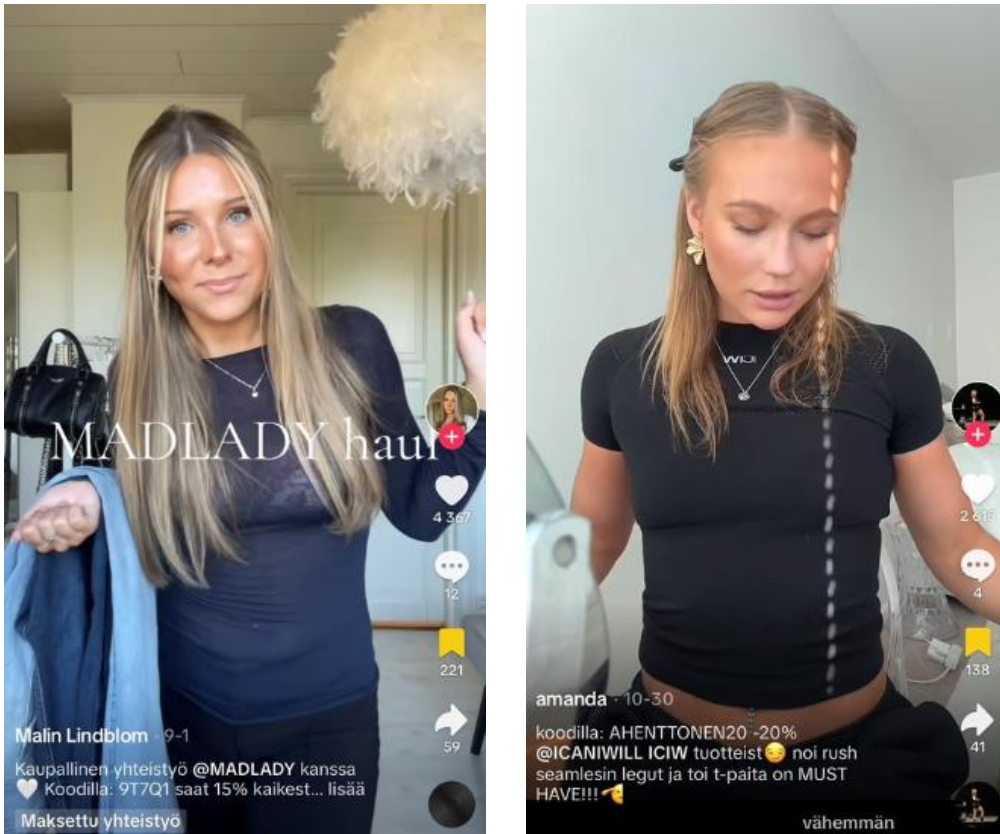 MADLADY haul
4 367
12
221
59
Malin Lindblom · 9-1
Kaupallinen yhteistyö @MADLADY kanssa
🤍 Koodilla: 9T7Q1 saat 15% kaikest... lisää
Maksettu yhteistyö
ICIW
2 615
4
138
41
amanda · 10-30
koodilla: AHENTTONEN20 -20%
@ICANIWILL ICIW tuotteist😏 noi rush
seamlesin legut ja toi t-paita on MUST
HAVE!!!🫡
vähemmän